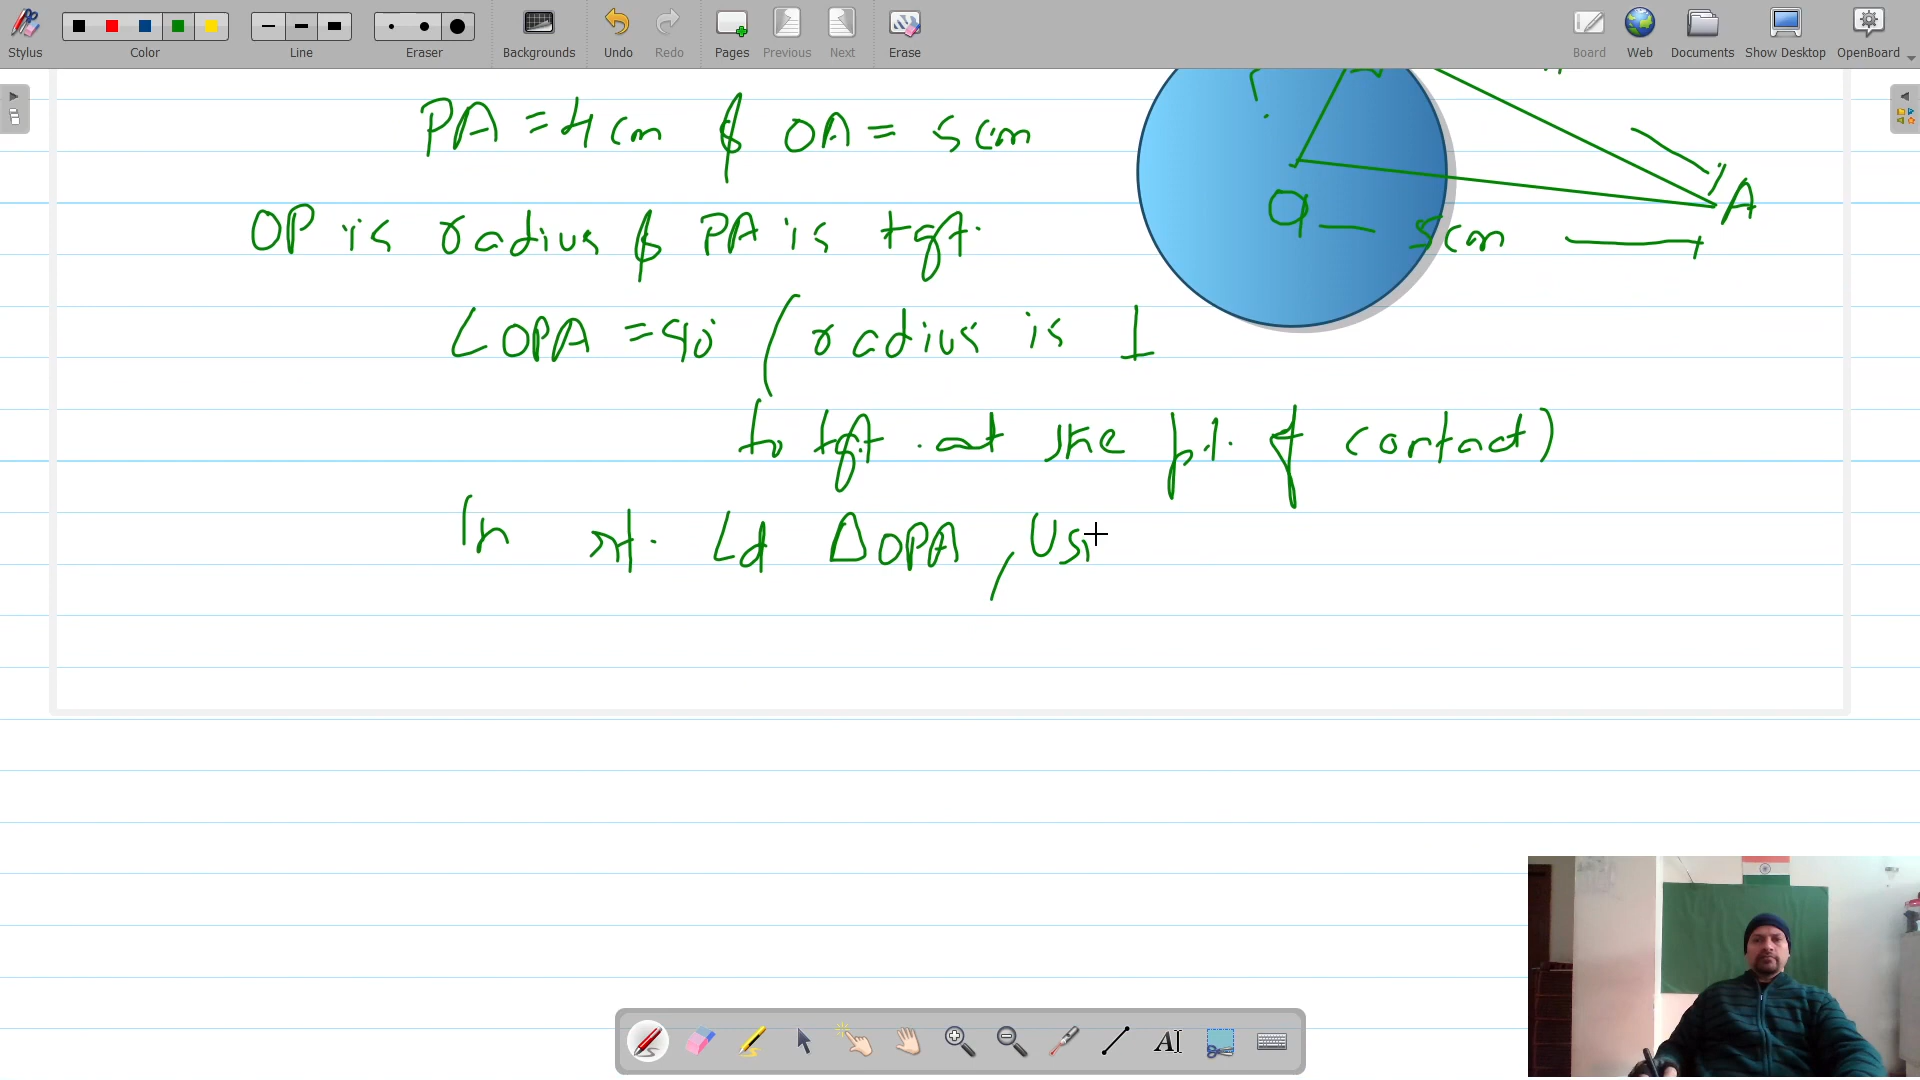 Stylus Color Line Eraser Backgrounds Undo Redo Pages Previous Next Erase Board Web Documents Show Desktop OpenBoard
PA = 4 cm & OA = 5 cm
?
A
O
5 cm
OP is radius & PA is tgt.
∠OPA = 90° (radius is ⊥
to tgt. at the pt. of contact)
In rt. ∠d ΔOPA, Usi
AI